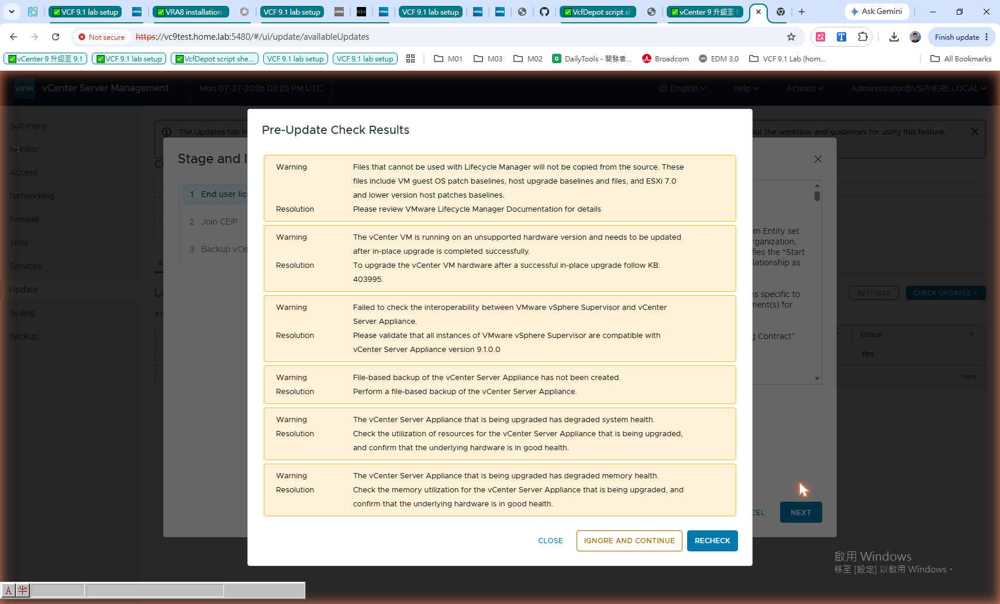 VCF 9.1 lab setup
vmw
VRA8 installation
VCF 9.1 lab setup
vmw
NSX
vmw
VCF 9.1 lab setup
vmw
vmw
VcfDepot script sh
vCenter 9 升級至 9
Ask Gemini
Not secure
https://vc9test.home.lab:5480/#/ui/update/availableUpdates
Finish update
vCenter 9 升級至 9.1
VCF 9.1 lab setup
VcfDepot script she...
VCF 9.1 lab setup
VCF 9.1 lab setup
M01
M03
M02
DailyTools - 開發者...
Broadcom
EDM 3.0
VCF 9.1 Lab (hom...
All Bookmarks
vmw vCenter Server Management
Mon 07-27-2026 03:25 PM UTC
English
Help
Actions
Administrator@VSPHERE.LOCAL
Summary
Monitor
Access
Networking
Firewall
Time
Services
Update
Syslog
Backup
The Updates tab in
out the workflow and guidelines for using this feature,
Stage and I
1 End user lic
2 Join CEIP
3 Backup vCe
m Entity set
rganization,
fies the “Start
lationship as
ns specific to
ment(s) for
g Contract”
SETTINGS
CHECK UPDATES
Critical
Yes
1 Item
CEL
NEXT
Pre-Update Check Results
Warning Files that cannot be used with Lifecycle Manager will not be copied from the source. These
files include VM guest OS patch baselines, host upgrade baselines and files, and ESXi 7.0
and lower version host patches baselines.
Resolution Please review VMware Lifecycle Manager Documentation for details
Warning The vCenter VM is running on an unsupported hardware version and needs to be updated
after in-place upgrade is completed successfully.
Resolution To upgrade the vCenter VM hardware after a successful in-place upgrade follow KB:
403995.
Warning Failed to check the interoperability between VMware vSphere Supervisor and vCenter
Server Appliance.
Resolution Please validate that all instances of VMware vSphere Supervisor are compatible with
vCenter Server Appliance version 9.1.0.0
Warning File-based backup of the vCenter Server Appliance has not been created.
Resolution Perform a file-based backup of the vCenter Server Appliance.
Warning The vCenter Server Appliance that is being upgraded has degraded system health.
Resolution Check the utilization of resources for the vCenter Server Appliance that is being upgraded,
and confirm that the underlying hardware is in good health.
Warning The vCenter Server Appliance that is being upgraded has degraded memory health.
Resolution Check the memory utilization for the vCenter Server Appliance that is being upgraded, and
confirm that the underlying hardware is in good health.
CLOSE
IGNORE AND CONTINUE
RECHECK
啟用 Windows
移至 [設定] 以啟用 Windows。
A 半